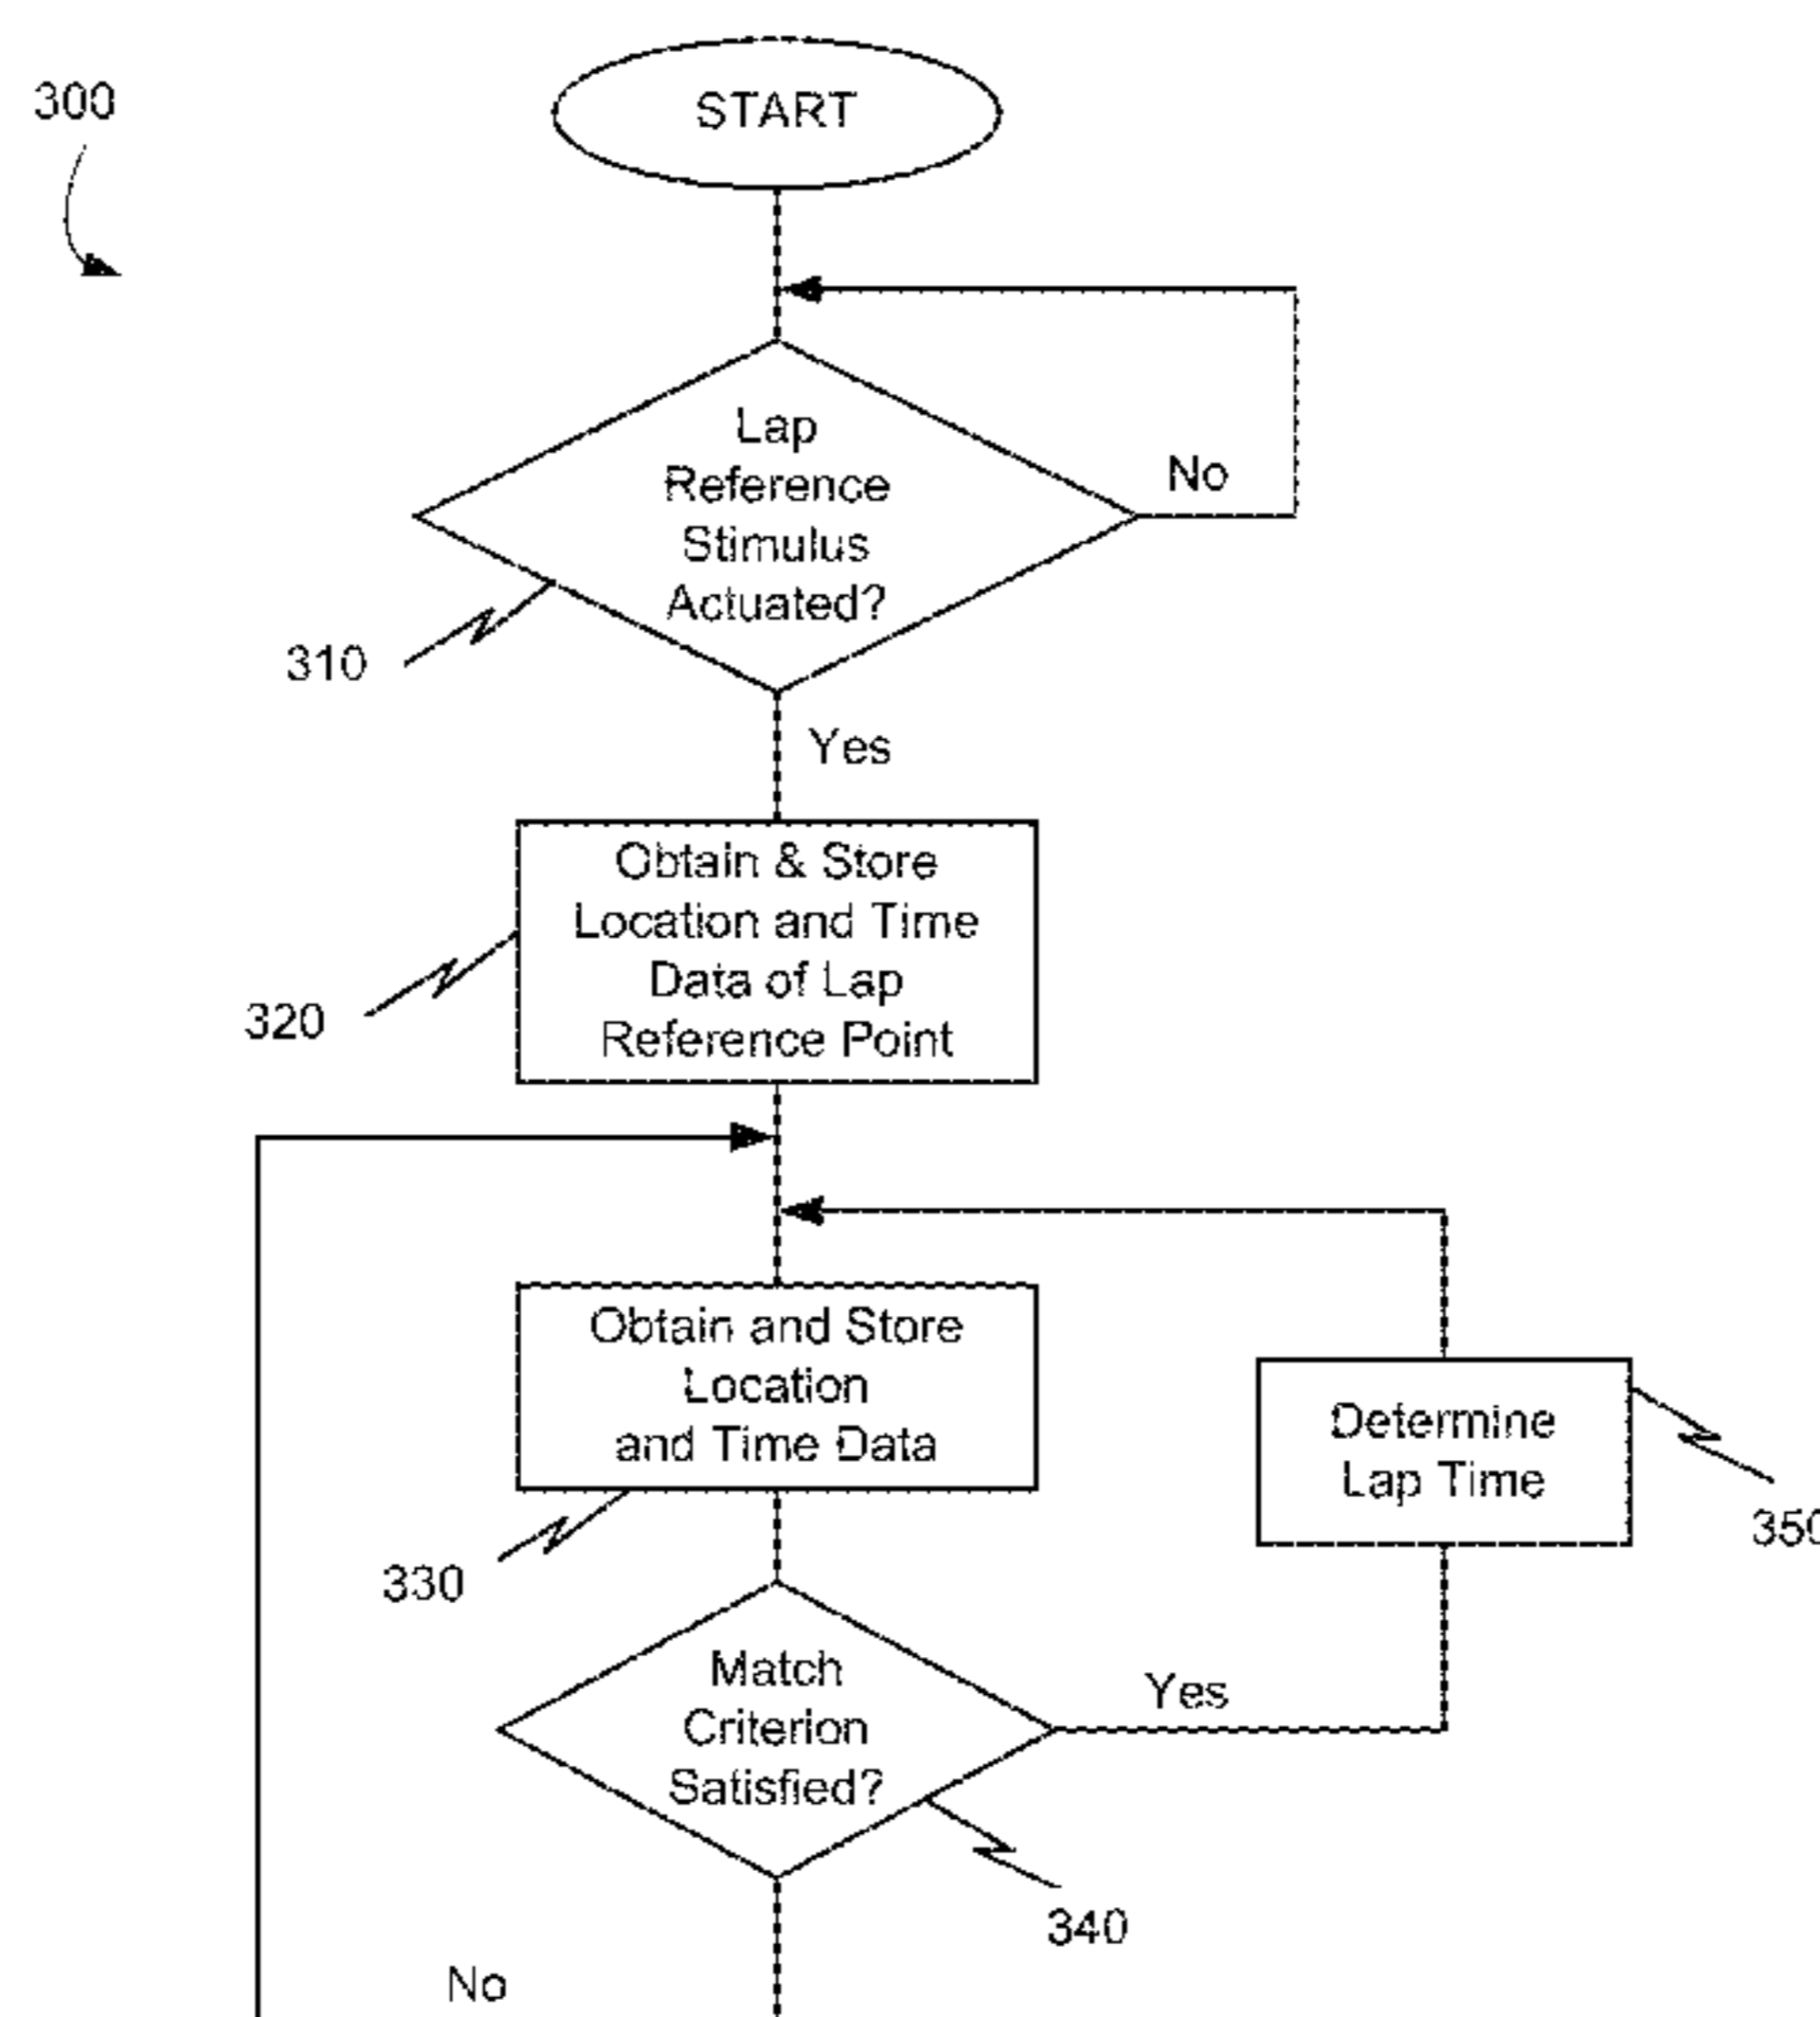 300
START
Lap
Reference
Stimulus
Actuated?
No
310
Yes
Obtain & Store
Location and Time
Data of Lap
Reference Point
320
Obtain and Store
Location
and Time Data
330
Determine
Lap Time
350
Match
Criterion
Satisfied?
Yes
340
No